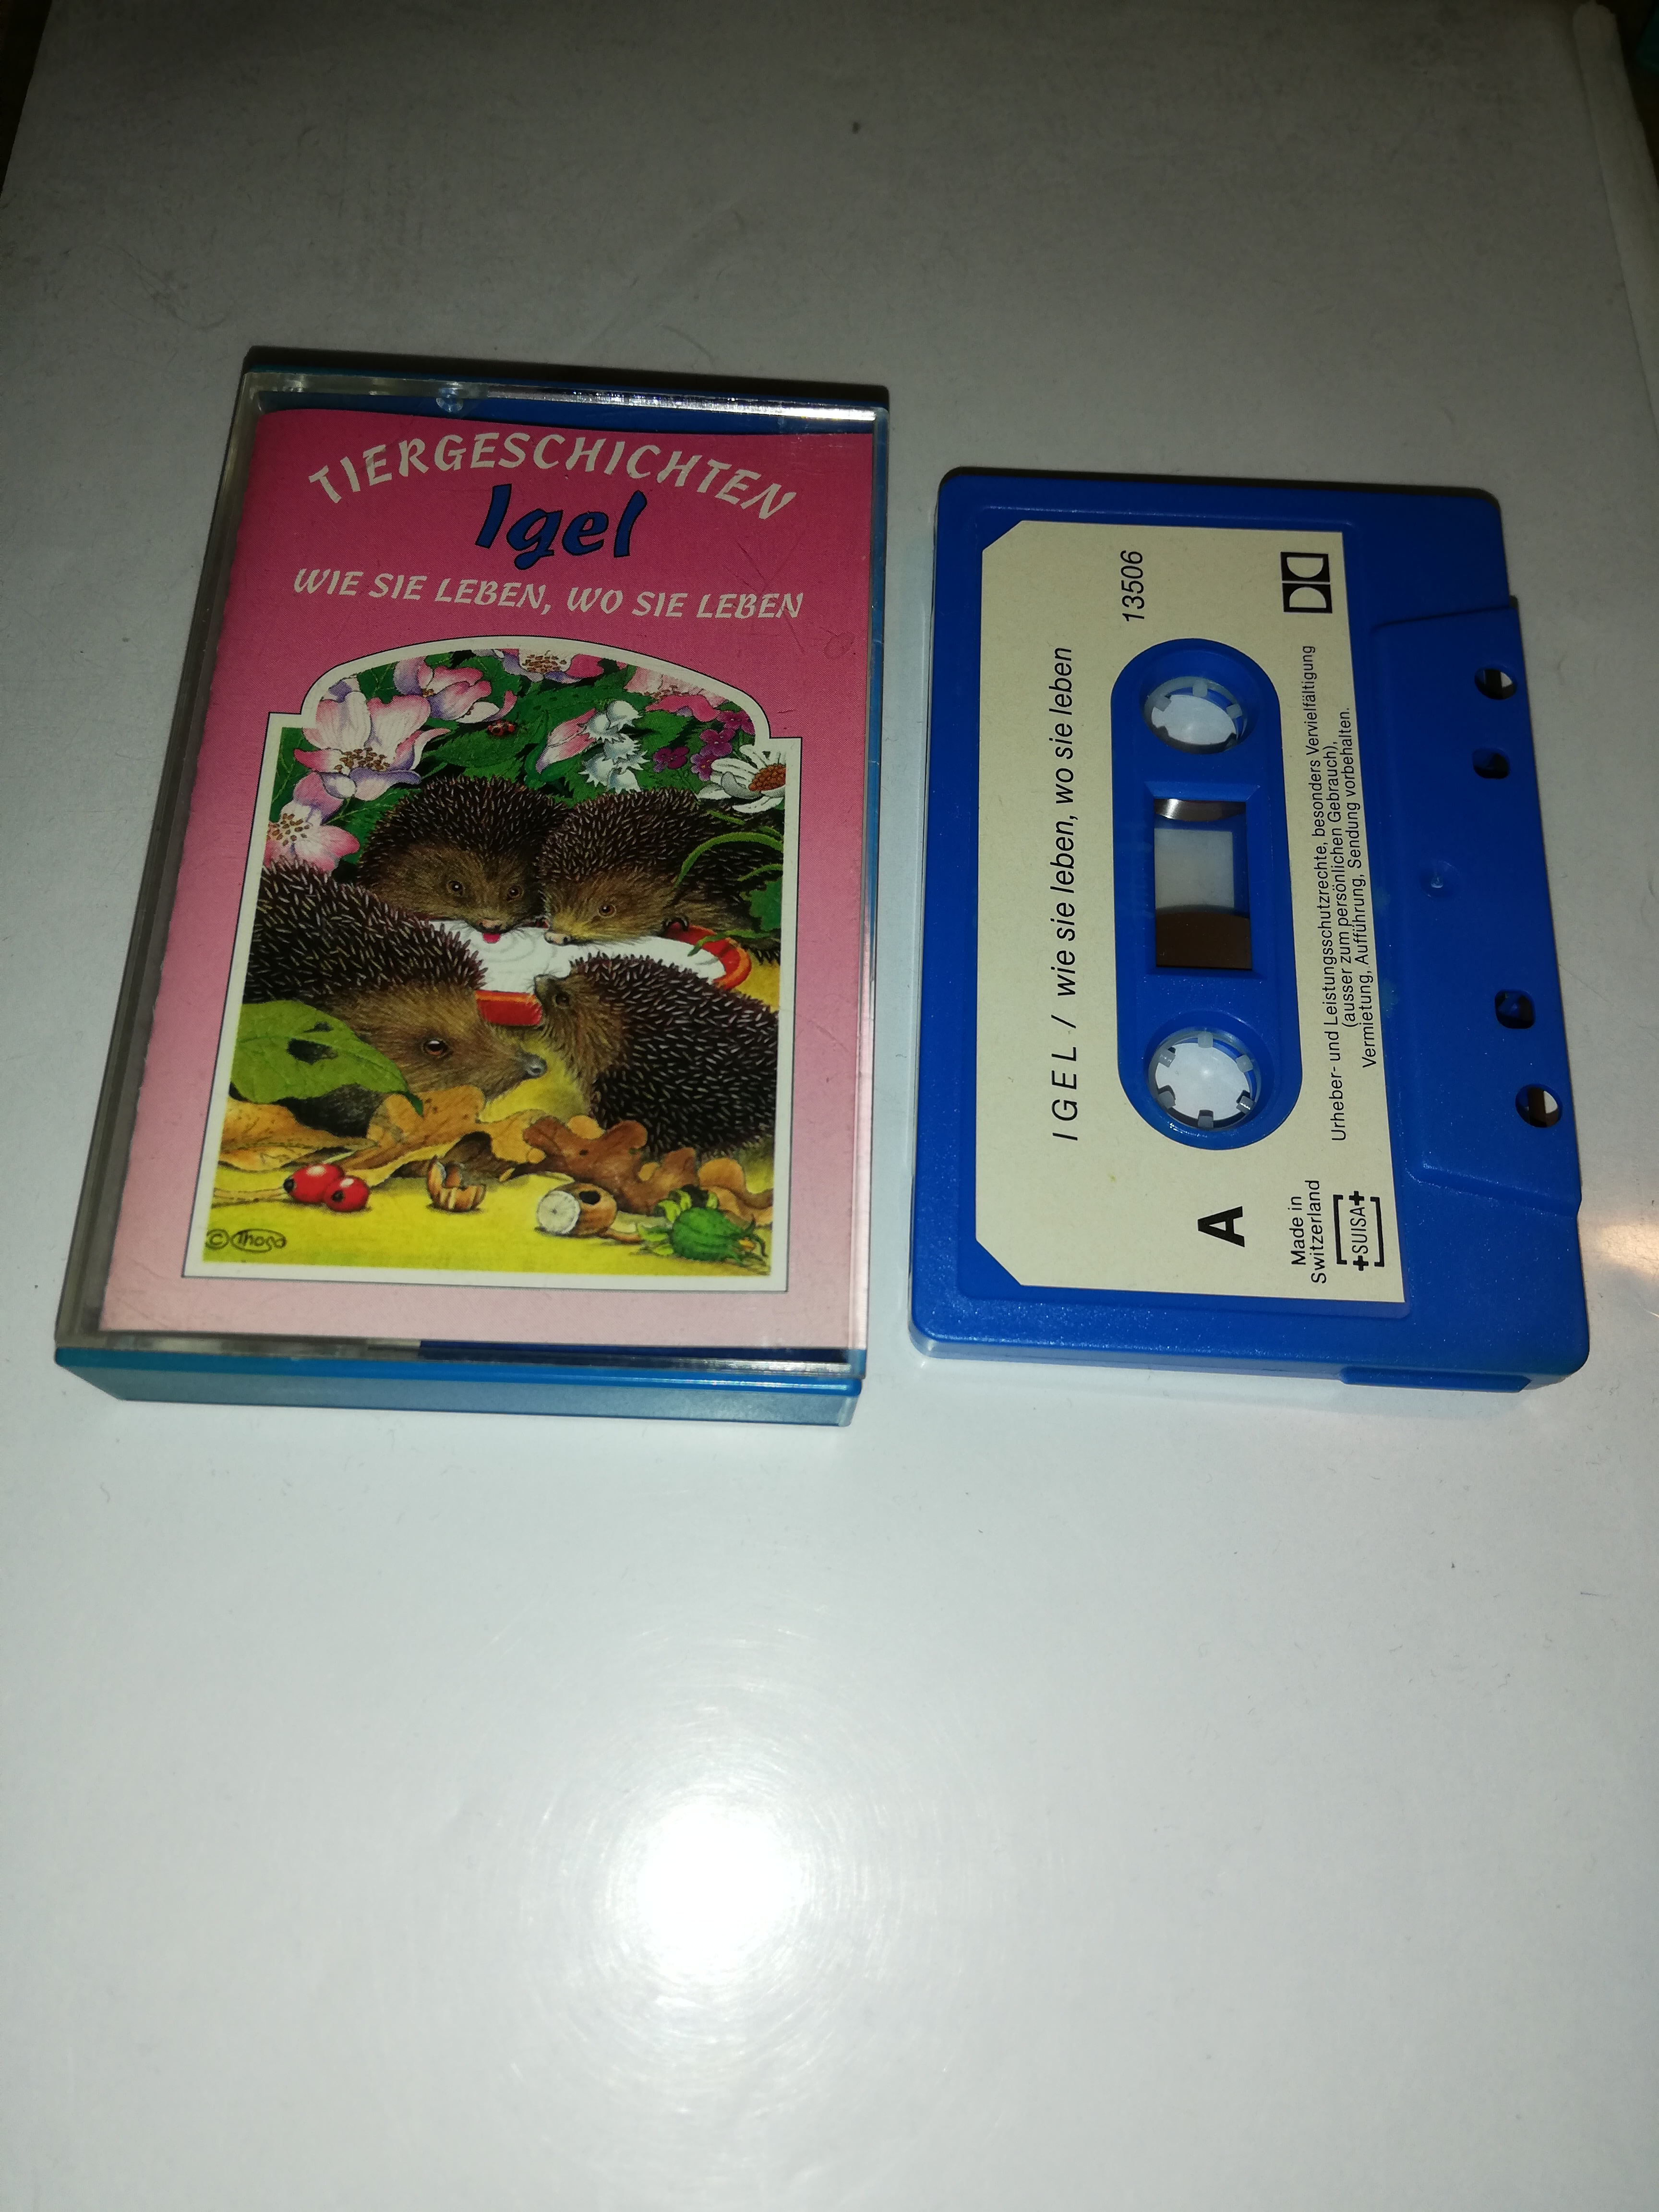 TIERGESCHICHTEN
Igel
WIE SIE LEBEN, WO SIE LEBEN
© Thosa
IGEL / wie sie leben, wo sie leben
13506
A
Made in
Switzerland
SUISA
Urheber- und Leistungsschutzrechte, besonders Vervielfältigung
(ausser zum persönlichen Gebrauch),
Vermietung, Aufführung, Sendung vorbehalten.